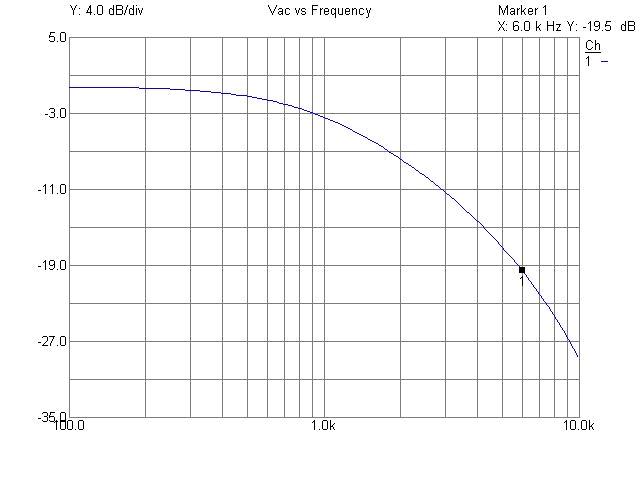 Y: 4.0 dB/div Vac vs Frequency Marker 1
X: 6.0 k Hz Y: -19.5 dB
5.0
Ch
1 –
-3.0
-11.0
-19.0
1
-27.0
-35.0
100.0 1.0k 10.0k